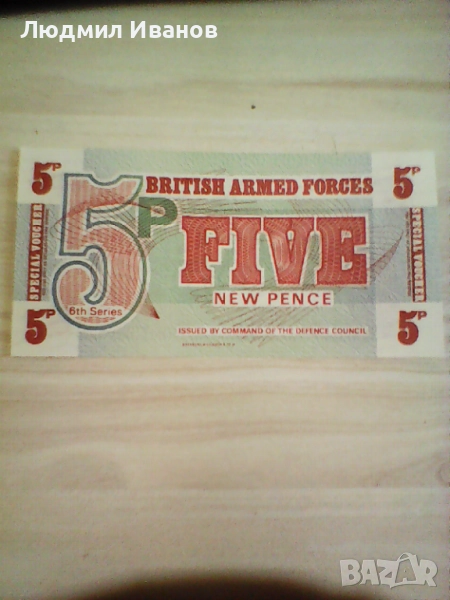 Людмил Иванов
5P
5P
BRITISH ARMED FORCES
SPECIAL VOUCHER
5P
FIVE
SPECIAL VOUCHER
NEW PENCE
6th Series
ISSUED BY COMMAND OF THE DEFENCE COUNCIL
5P
5P
BAZAR